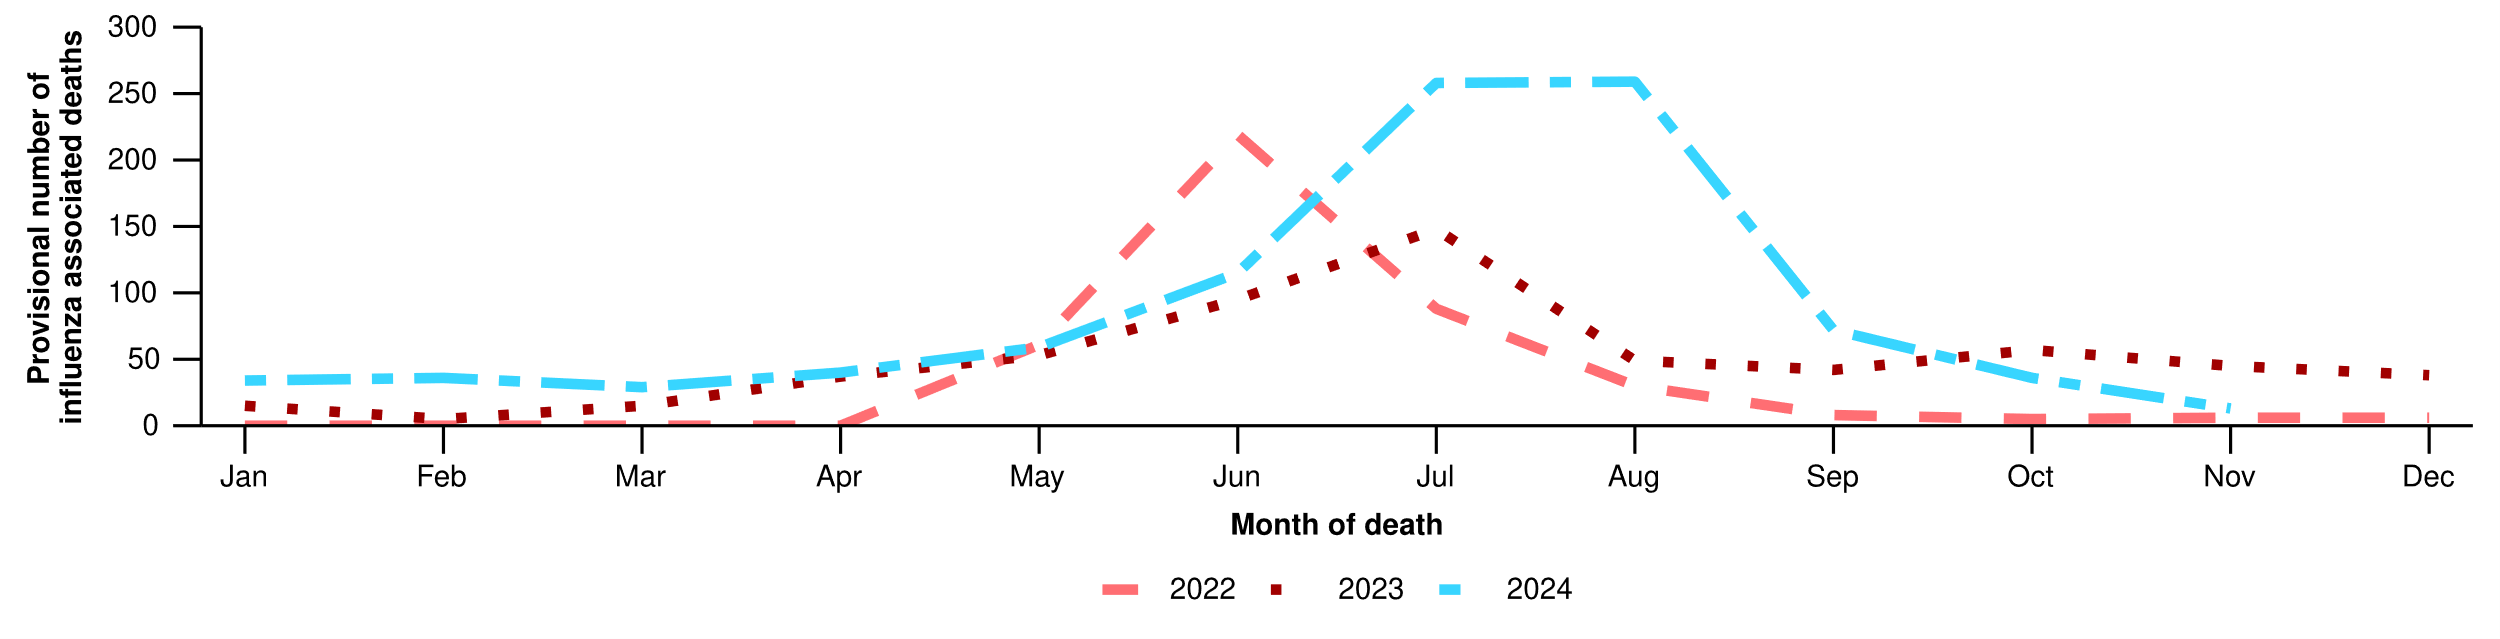 Provisional number of
influenza associated deaths
300
250
200
150
100
50
0
Jan Feb Mar Apr May Jun Jul Aug Sep Oct Nov Dec
Month of death
2022 2023 2024